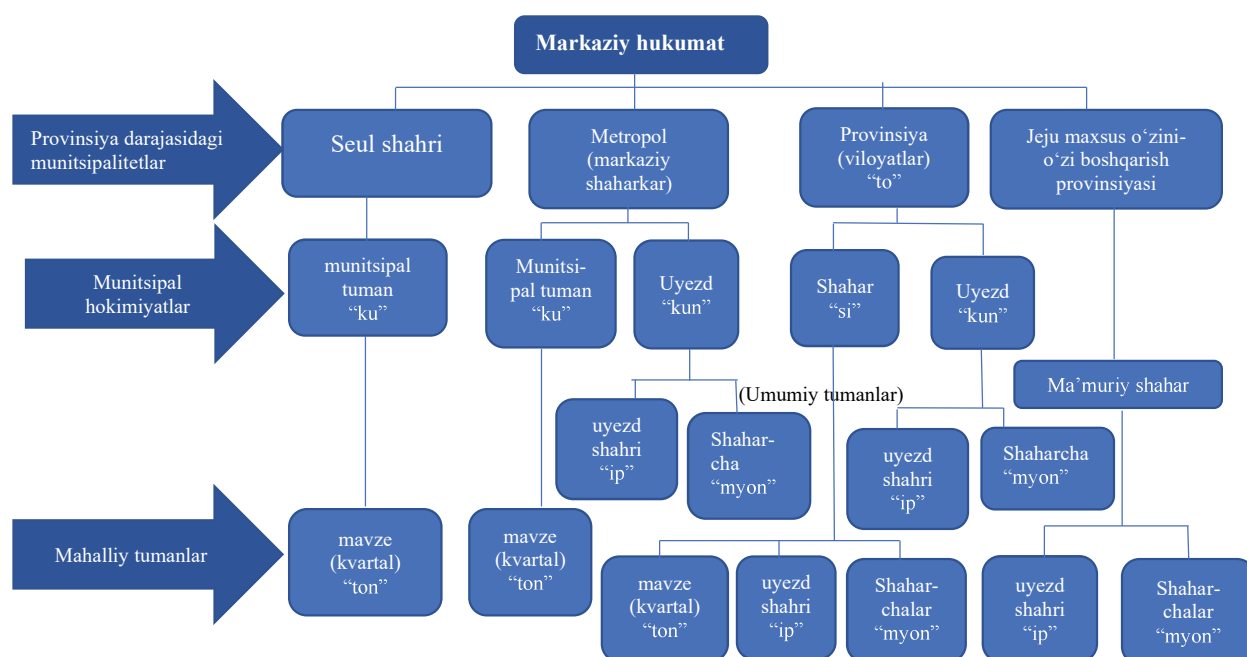 Markaziy hukumat
Provinsiya darajasidagi
munitsipalitetlar
Seul shahri
Metropol
(markaziy
shaharkar)
Provinsiya
(viloyatlar)
“to”
Jeju maxsus o‘zini-
o‘zi boshqarish
provinsiyasi
Munitsipal
hokimiyatlar
munitsipal
tuman
“ku”
Munitsi-
pal tuman
“ku”
Uyezd
“kun”
Shahar
“si”
Uyezd
“kun”
Ma’muriy shahar
(Umumiy tumanlar)
uyezd
shahri
“ip”
Shahar-
cha
“myon”
uyezd
shahri
“ip”
Shaharcha
“myon”
Mahalliy tumanlar
mavze
(kvartal)
“ton”
mavze
(kvartal)
“ton”
mavze
(kvartal)
“ton”
uyezd
shahri
“ip”
Shahar-
chalar
“myon”
uyezd
shahri
“ip”
Shahar-
chalar
“myon”